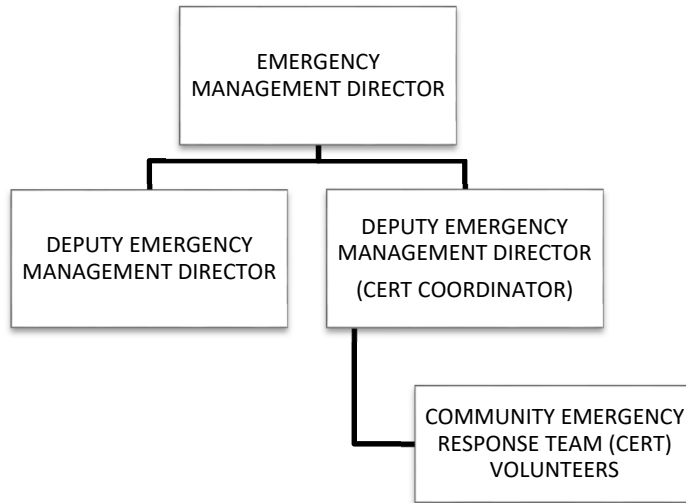 EMERGENCY
MANAGEMENT DIRECTOR
DEPUTY EMERGENCY
MANAGEMENT DIRECTOR
DEPUTY EMERGENCY
MANAGEMENT DIRECTOR
(CERT COORDINATOR)
COMMUNITY EMERGENCY
RESPONSE TEAM (CERT)
VOLUNTEERS